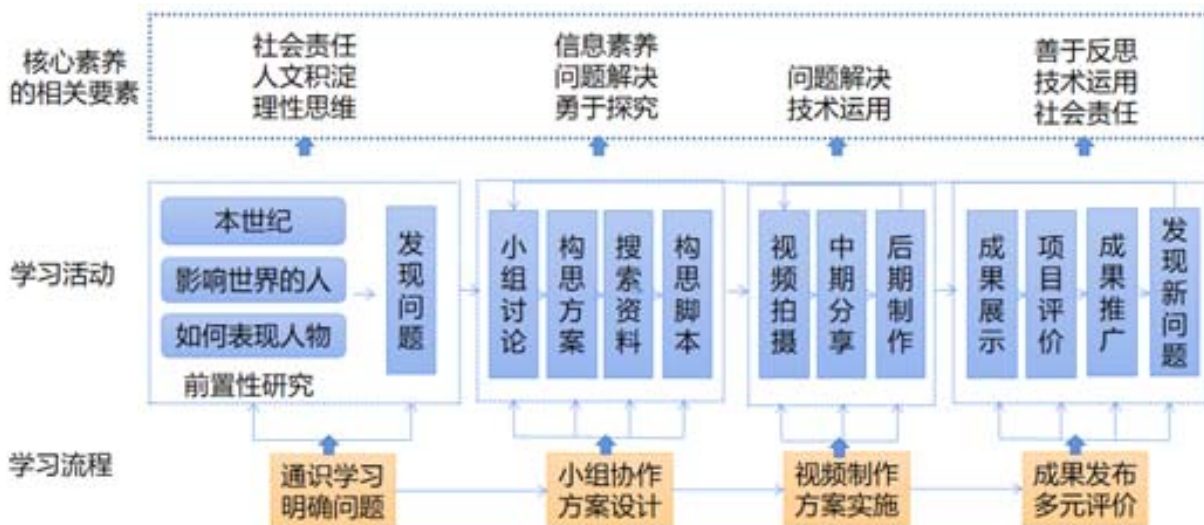 核心素养
的相关要素
社会责任
人文积淀
理性思维
信息素养
问题解决
勇于探究
问题解决
技术运用
善于反思
技术运用
社会责任
学习活动
本世纪
影响世界的人
如何表现人物
前置性研究
发现问题
小组讨论
构思方案
搜索资料
构思脚本
视频拍摄
中期分享
后期制作
成果展示
项目评价
成果推广
发现新问题
学习流程
通识学习
明确问题
小组协作
方案设计
视频制作
方案实施
成果发布
多元评价